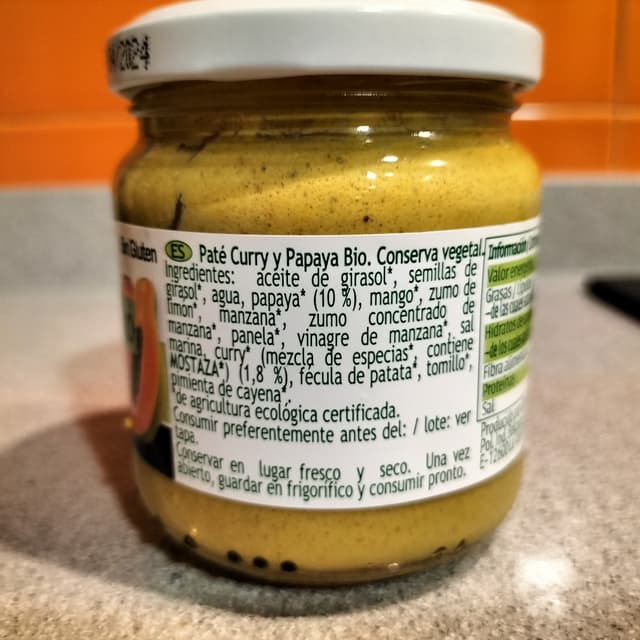 2024
Sin Gluten
ES Paté Curry y Papaya Bio. Conserva vegetal.
Ingredientes: aceite de girasol*, semillas de
girasol*, agua, papaya* (10 %), mango*, zumo de
limón*, manzana*, zumo concentrado de
manzana*, panela*, vinagre de manzana*, sal
marina, curry* (mezcla de especias*, contiene
MOSTAZA*) (1,8 %), fécula de patata*, tomillo*,
pimienta de cayena*.
*de agricultura ecológica certificada.
Consumir preferentemente antes del: / lote: ver
tapa.
Conservar en lugar fresco y seco. Una vez
abierto, guardar en frigorífico y consumir pronto.
Información
Valor
Grasas /
-de las cuales
Hidratos de
-de los cuales
Fibra
Proteínas
Sal